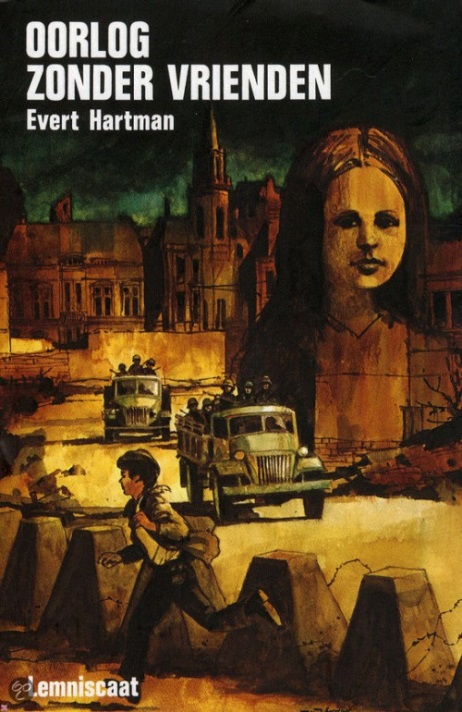 OORLOG
ZONDER VRIENDEN
Evert Hartman
Lemniscaat